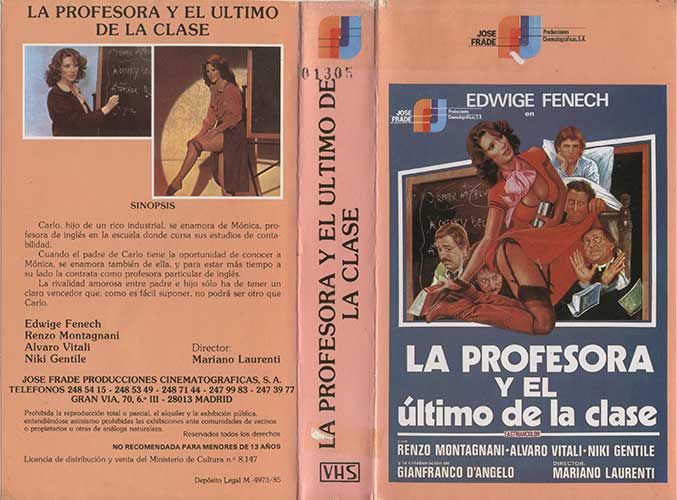 LA PROFESORA Y EL ULTIMO
DE LA CLASE
SINOPSIS
Carlo, hijo de un rico industrial, se enamora de Mónica, pro-
fesora de inglés en la escuela donde cursa sus estudios de conta-
bilidad.
Cuando el padre de Carlo tiene la oportunidad de conocer
a Mónica, se enamora también de ella, y para estar más tiempo a
su lado la contrata como profesora particular de inglés.
La rivalidad amorosa entre padre e hijo sólo ha de tener un
claro vencedor que, como es fácil suponer, no podrá ser otro que
Carlo.
Edwige Fenech
Renzo Montagnani
Alvaro Vitali
Niki Gentile
Director:
Mariano Laurenti
JOSE FRADE PRODUCCIONES CINEMATOGRAFICAS, S. A.
TELEFONOS 248 54 15 - 248 53 49 - 248 71 44 - 247 99 83 - 247 39 77
GRAN VIA, 70, 6.º III - 28013 MADRID
Prohibida la reproducción total o parcial, el alquiler y la exhibición pública,
entendiéndose asimismo prohibidas las exhibiciones ante comunidades de vecinos
o propietarios u otras de análoga naturaleza.
Reservados todos los derechos
NO RECOMENDADA PARA MENORES DE 13 AÑOS
Licencia de distribución y venta del Ministerio de Cultura n.º 8.147
Depósito Legal M. 4973/85
01305
LA PROFESORA Y EL ULTIMO DE
LA CLASE
VHS
JOSE
FRADE
Producciones
Cinematográficas, S.A.
JOSE
FRADE
Producciones
Cinematográficas, S.A.
EDWIGE FENECH
en
LA PROFESORA
Y EL
último de la clase
EASTMANCOLOR
con
RENZO MONTAGNANI - ALVARO VITALI - NIKI GENTILE
y la colaboración de
GIANFRANCO D'ANGELO
DIRECTOR:
MARIANO LAURENTI